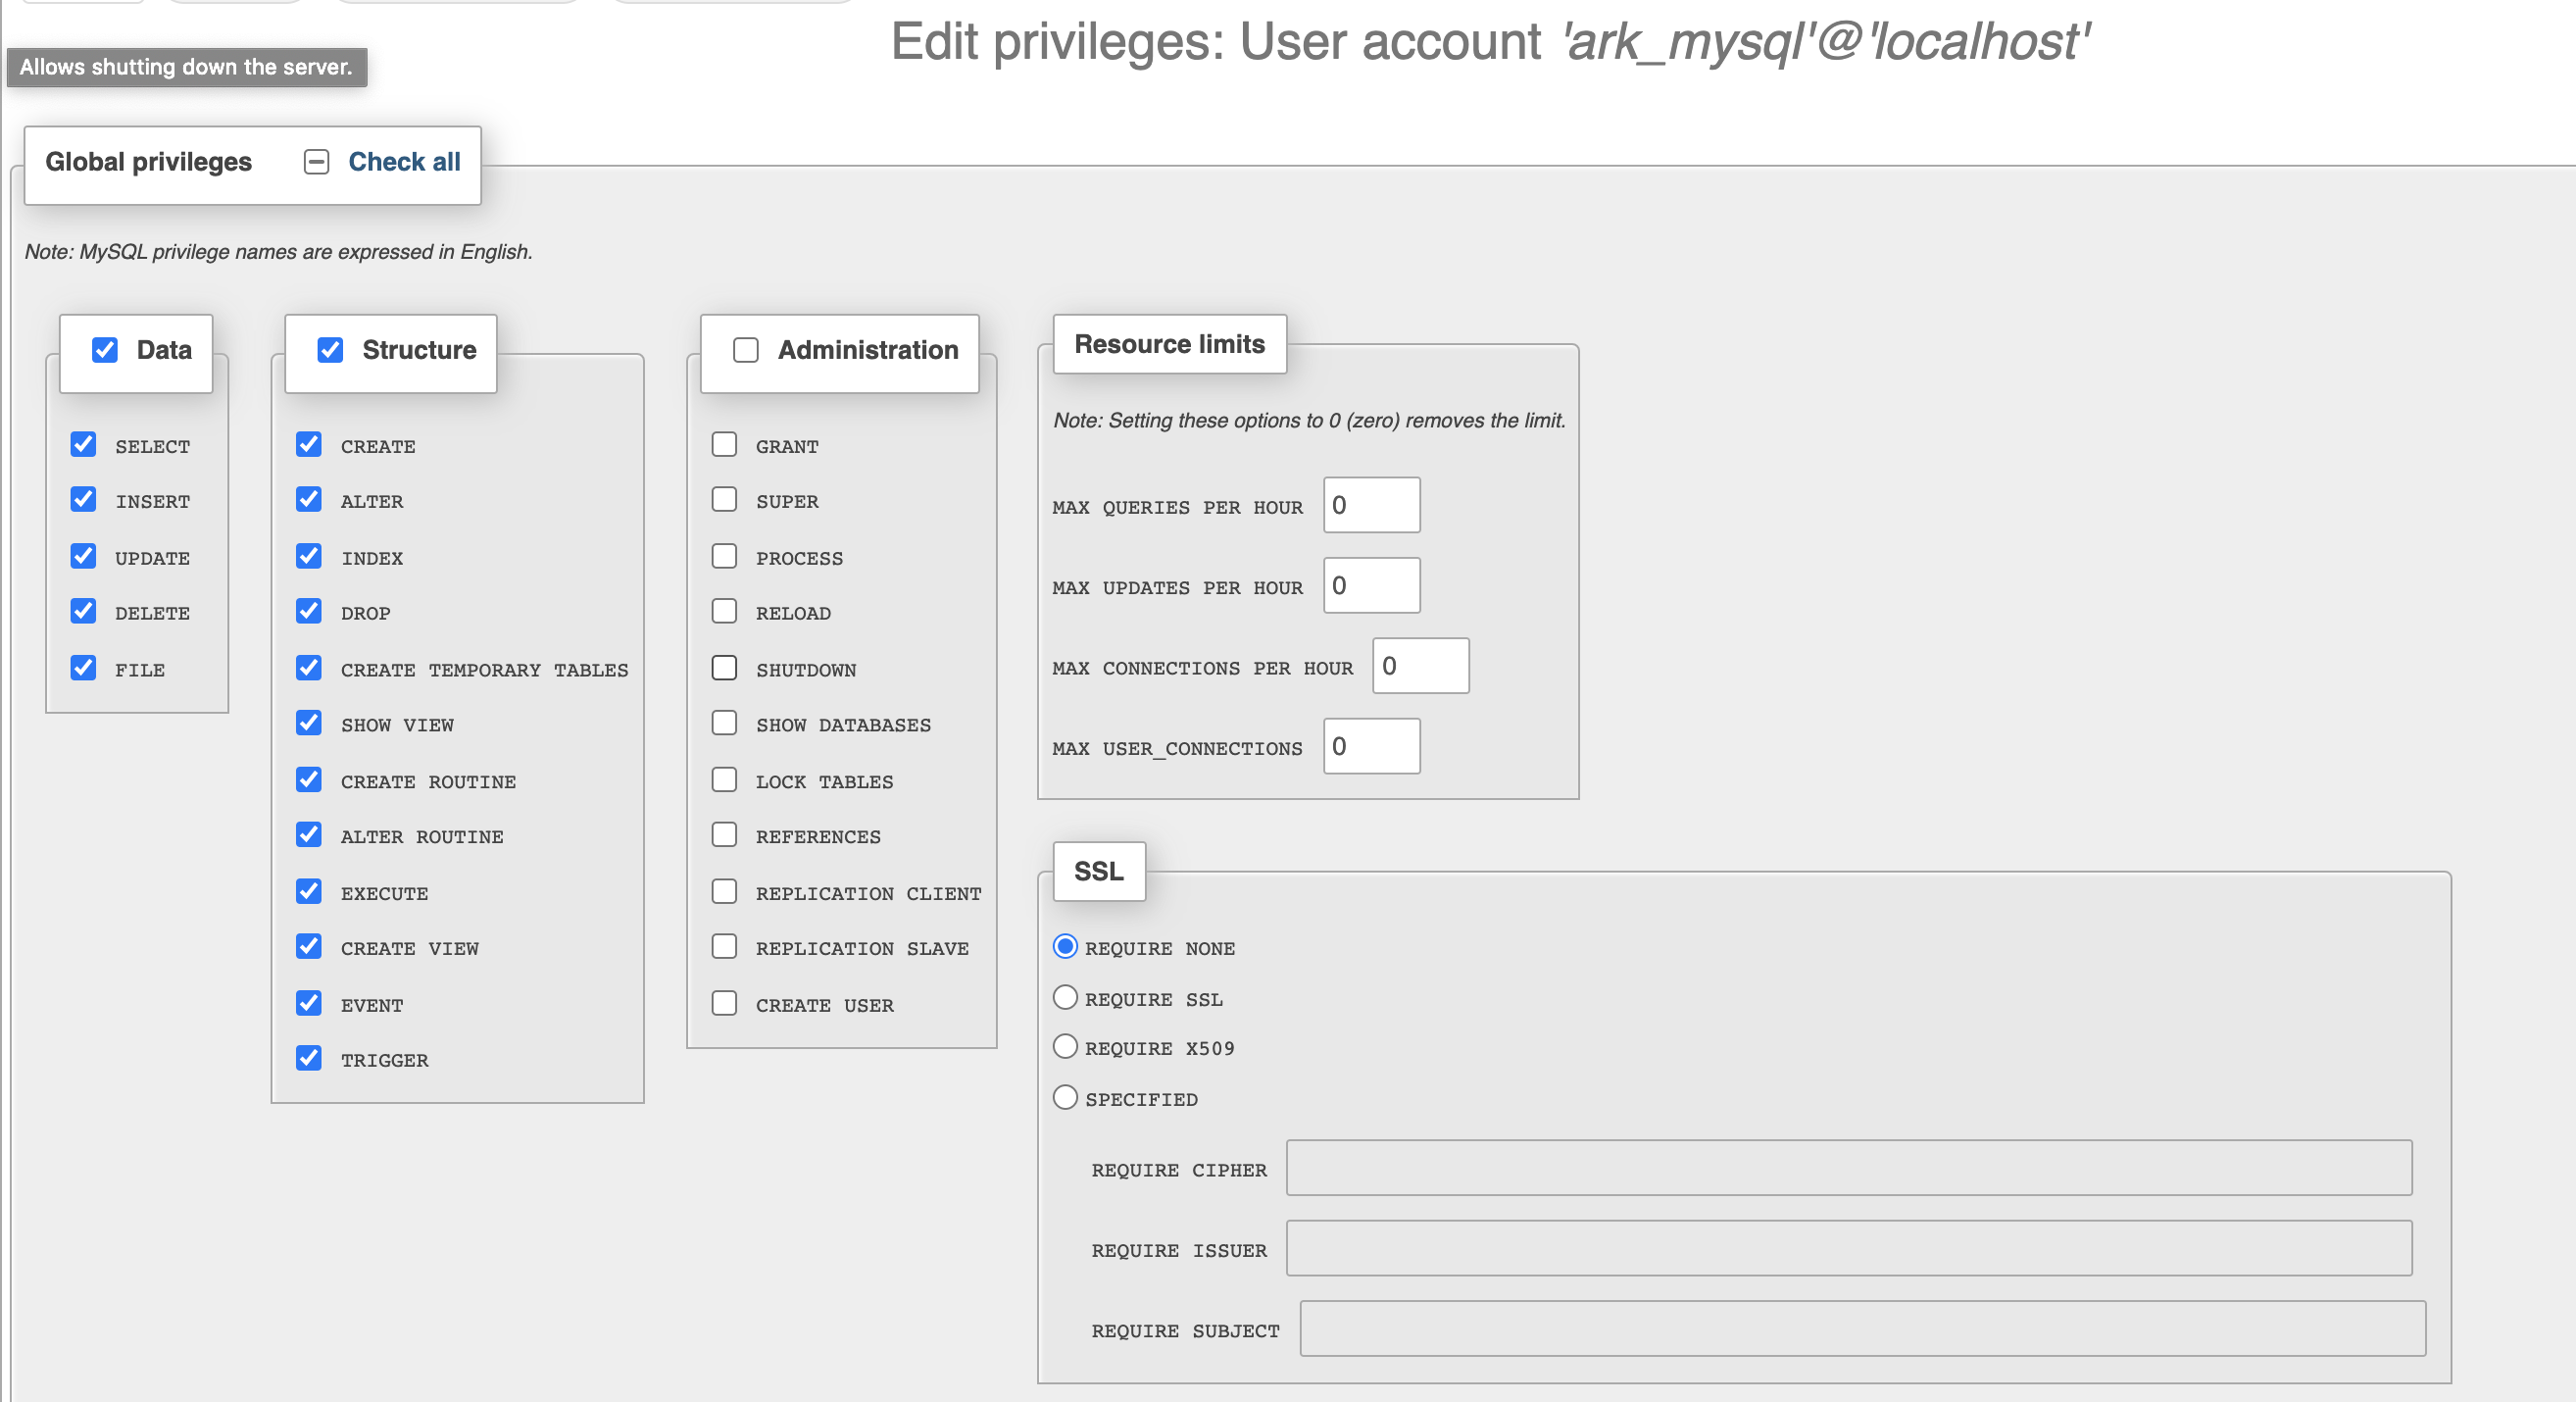 Edit privileges: User account 'ark_mysql'@'localhost'
Allows shutting down the server.
Global privileges Check all
Note: MySQL privilege names are expressed in English.
Data
SELECT
INSERT
UPDATE
DELETE
FILE
Structure
CREATE
ALTER
INDEX
DROP
CREATE TEMPORARY TABLES
SHOW VIEW
CREATE ROUTINE
ALTER ROUTINE
EXECUTE
CREATE VIEW
EVENT
TRIGGER
Administration
GRANT
SUPER
PROCESS
RELOAD
SHUTDOWN
SHOW DATABASES
LOCK TABLES
REFERENCES
REPLICATION CLIENT
REPLICATION SLAVE
CREATE USER
Resource limits
Note: Setting these options to 0 (zero) removes the limit.
MAX QUERIES PER HOUR 0
MAX UPDATES PER HOUR 0
MAX CONNECTIONS PER HOUR 0
MAX USER_CONNECTIONS 0
SSL
REQUIRE NONE
REQUIRE SSL
REQUIRE X509
SPECIFIED
REQUIRE CIPHER
REQUIRE ISSUER
REQUIRE SUBJECT